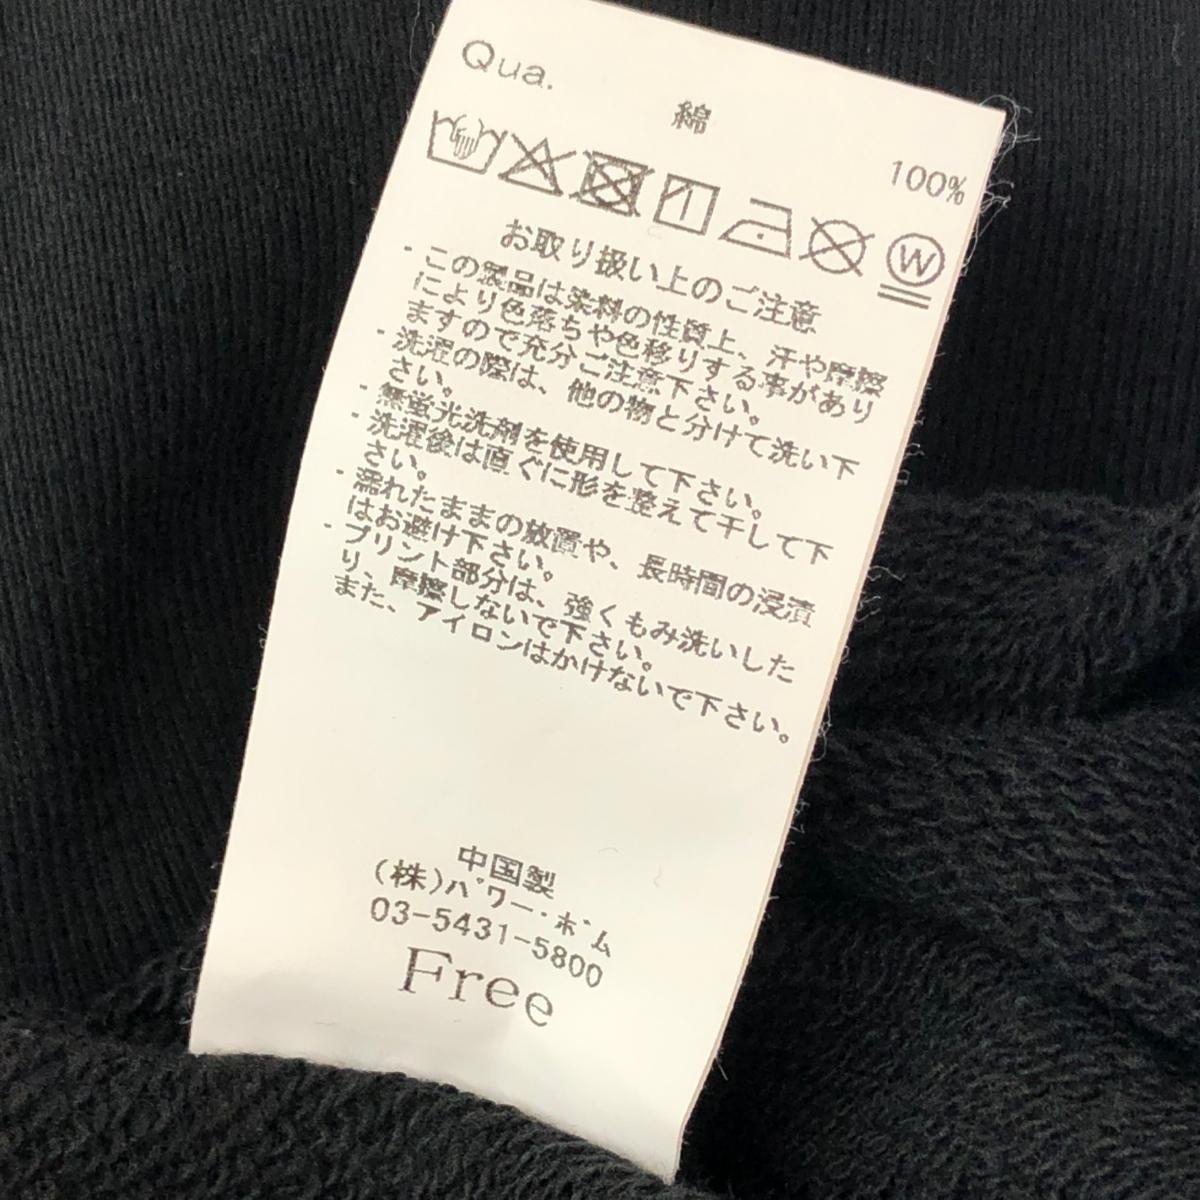 Qua.
綿
100%
W
お取り扱い上のご注意
・この製品は染料の性質上、汗や摩擦
により色落ちや色移りする事があり
ますので充分ご注意下さい。
・洗濯の際は、他の物と分けて洗い下
さい。
・無蛍光洗剤を使用して下さい。
・洗濯後は直ぐに形を整えて干して下
さい。
・濡れたままの放置や、長時間の浸漬
はお避け下さい。
・プリント部分は、強くもみ洗いした
り、摩擦しないで下さい。
また、アイロンはかけないで下さい。
中国製
(株)パワー・ホーム
03-5431-5800
Free